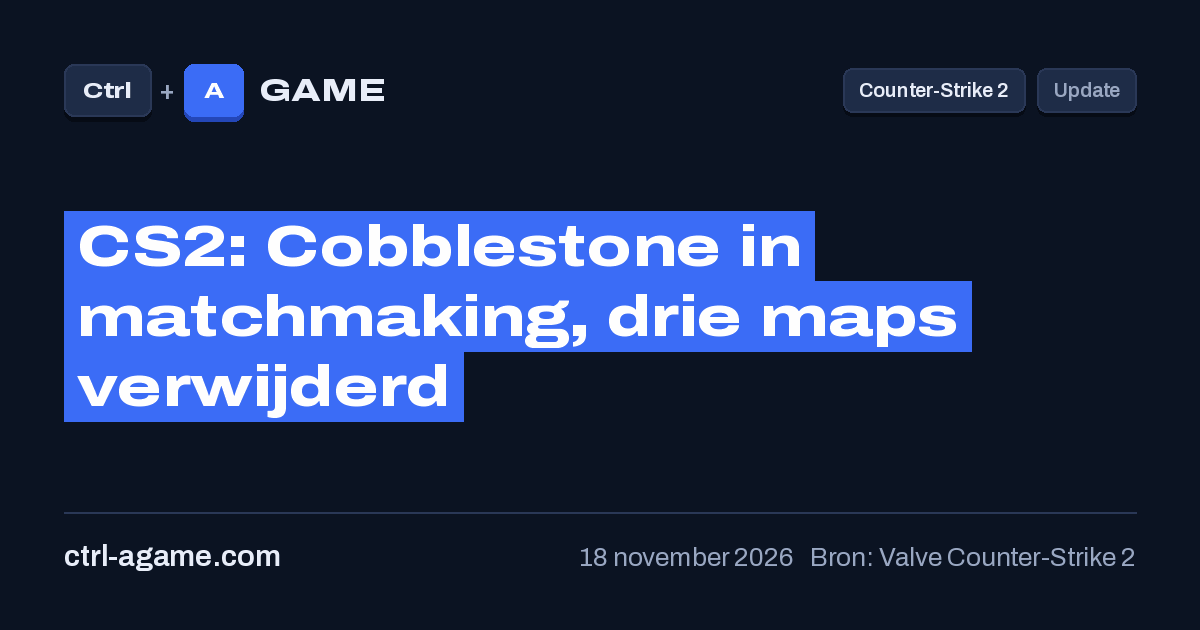 Ctrl + A GAME
Counter-Strike 2 Update
CS2: Cobblestone in
matchmaking, drie maps
verwijderd
ctrl-agame.com
18 november 2026 Bron: Valve Counter-Strike 2